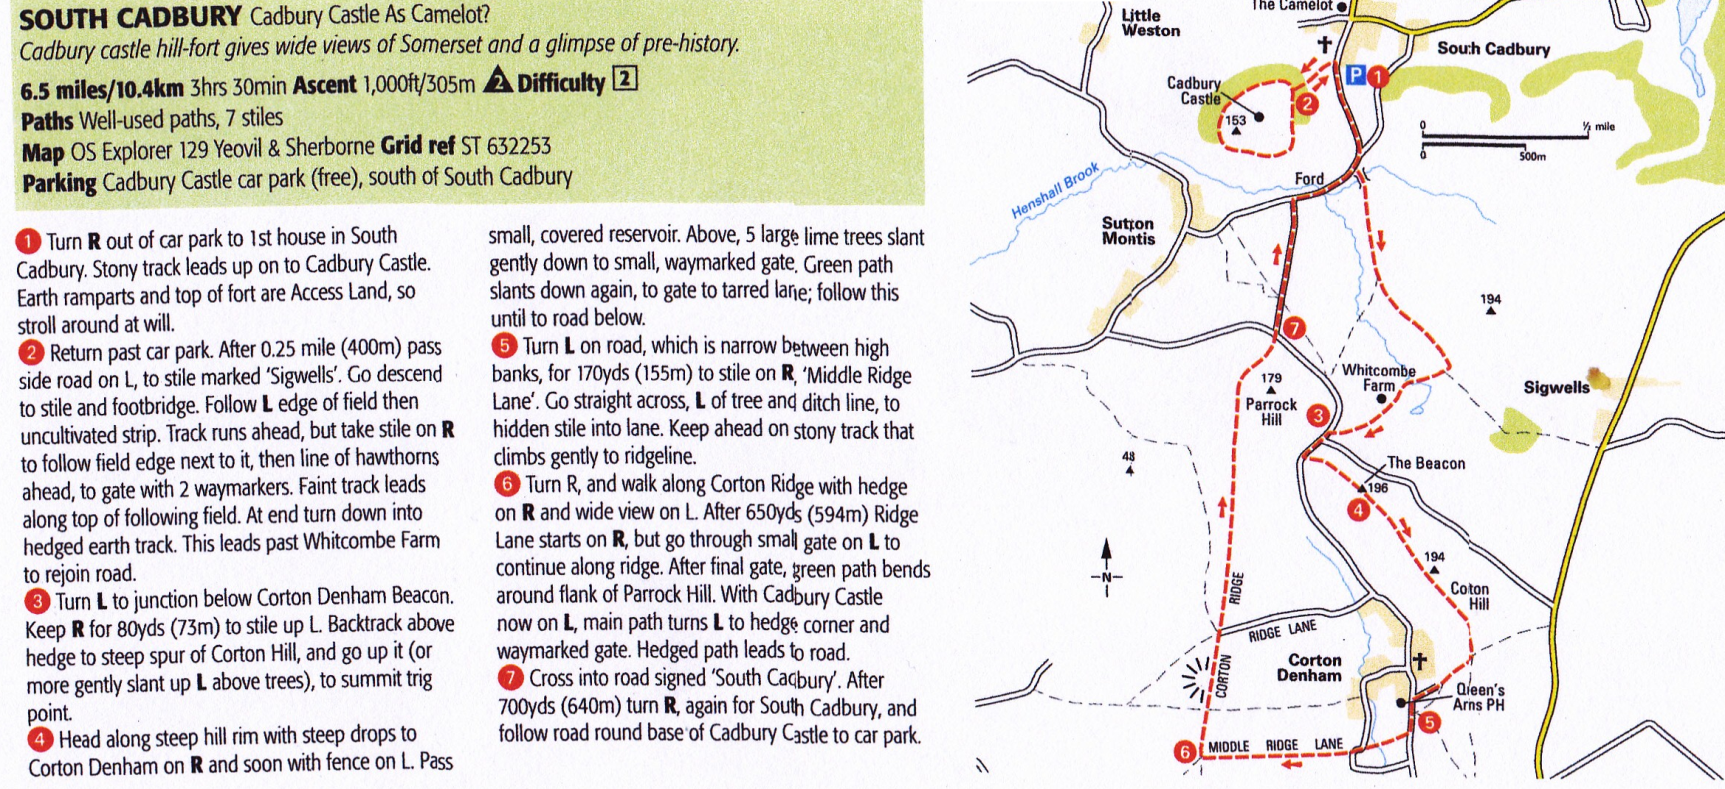 SOUTH CADBURY Cadbury Castle As Camelot?
Cadbury castle hill-fort gives wide views of Somerset and a glimpse of pre-history.
6.5 miles/10.4km 3hrs 30min Ascent 1,000ft/305m 2 Difficulty 2
Paths Well-used paths, 7 stiles
Map OS Explorer 129 Yeovil & Sherborne Grid ref ST 632253
Parking Cadbury Castle car park (free), south of South Cadbury
1 Turn R out of car park to 1st house in South
Cadbury. Stony track leads up on to Cadbury Castle.
Earth ramparts and top of fort are Access Land, so
stroll around at will.
2 Return past car park. After 0.25 mile (400m) pass
side road on L, to stile marked 'Sigwells'. Go descend
to stile and footbridge. Follow L edge of field then
uncultivated strip. Track runs ahead, but take stile on R
to follow field edge next to it, then line of hawthorns
ahead, to gate with 2 waymarkers. Faint track leads
along top of following field. At end turn down into
hedged earth track. This leads past Whitcombe Farm
to rejoin road.
3 Turn L to junction below Corton Denham Beacon.
Keep R for 80yds (73m) to stile up L. Backtrack above
hedge to steep spur of Corton Hill, and go up it (or
more gently slant up L above trees), to summit trig
point.
4 Head along steep hill rim with steep drops to
Corton Denham on R and soon with fence on L. Pass
small, covered reservoir. Above, 5 large lime trees slant
gently down to small, waymarked gate. Green path
slants down again, to gate to tarred lane; follow this
until to road below.
5 Turn L on road, which is narrow between high
banks, for 170yds (155m) to stile on R, 'Middle Ridge
Lane'. Go straight across, L of tree and ditch line, to
hidden stile into lane. Keep ahead on stony track that
climbs gently to ridgeline.
6 Turn R, and walk along Corton Ridge with hedge
on R and wide view on L. After 650yds (594m) Ridge
Lane starts on R, but go through small gate on L to
continue along ridge. After final gate, green path bends
around flank of Parrock Hill. With Cadbury Castle
now on L, main path turns L to hedge corner and
waymarked gate. Hedged path leads to road.
7 Cross into road signed 'South Cadbury'. After
700yds (640m) turn R, again for South Cadbury, and
follow road round base of Cadbury Castle to car park.
The Camelot
Little
Weston
South Cadbury
P 1
Cadbury
Castle
2
153
0 ½ mile
0 500m
Ford
Henshall Brook
Sutton
Montis
194
7
Whitcombe
Farm
179
Parrock
Hill
3
Sigwells
48
The Beacon
196
4
194
N
Coton
Hill
RIDGE
RIDGE LANE
CORTON
Corton
Denham
Queen's
Arms PH
5
6
MIDDLE RIDGE LANE